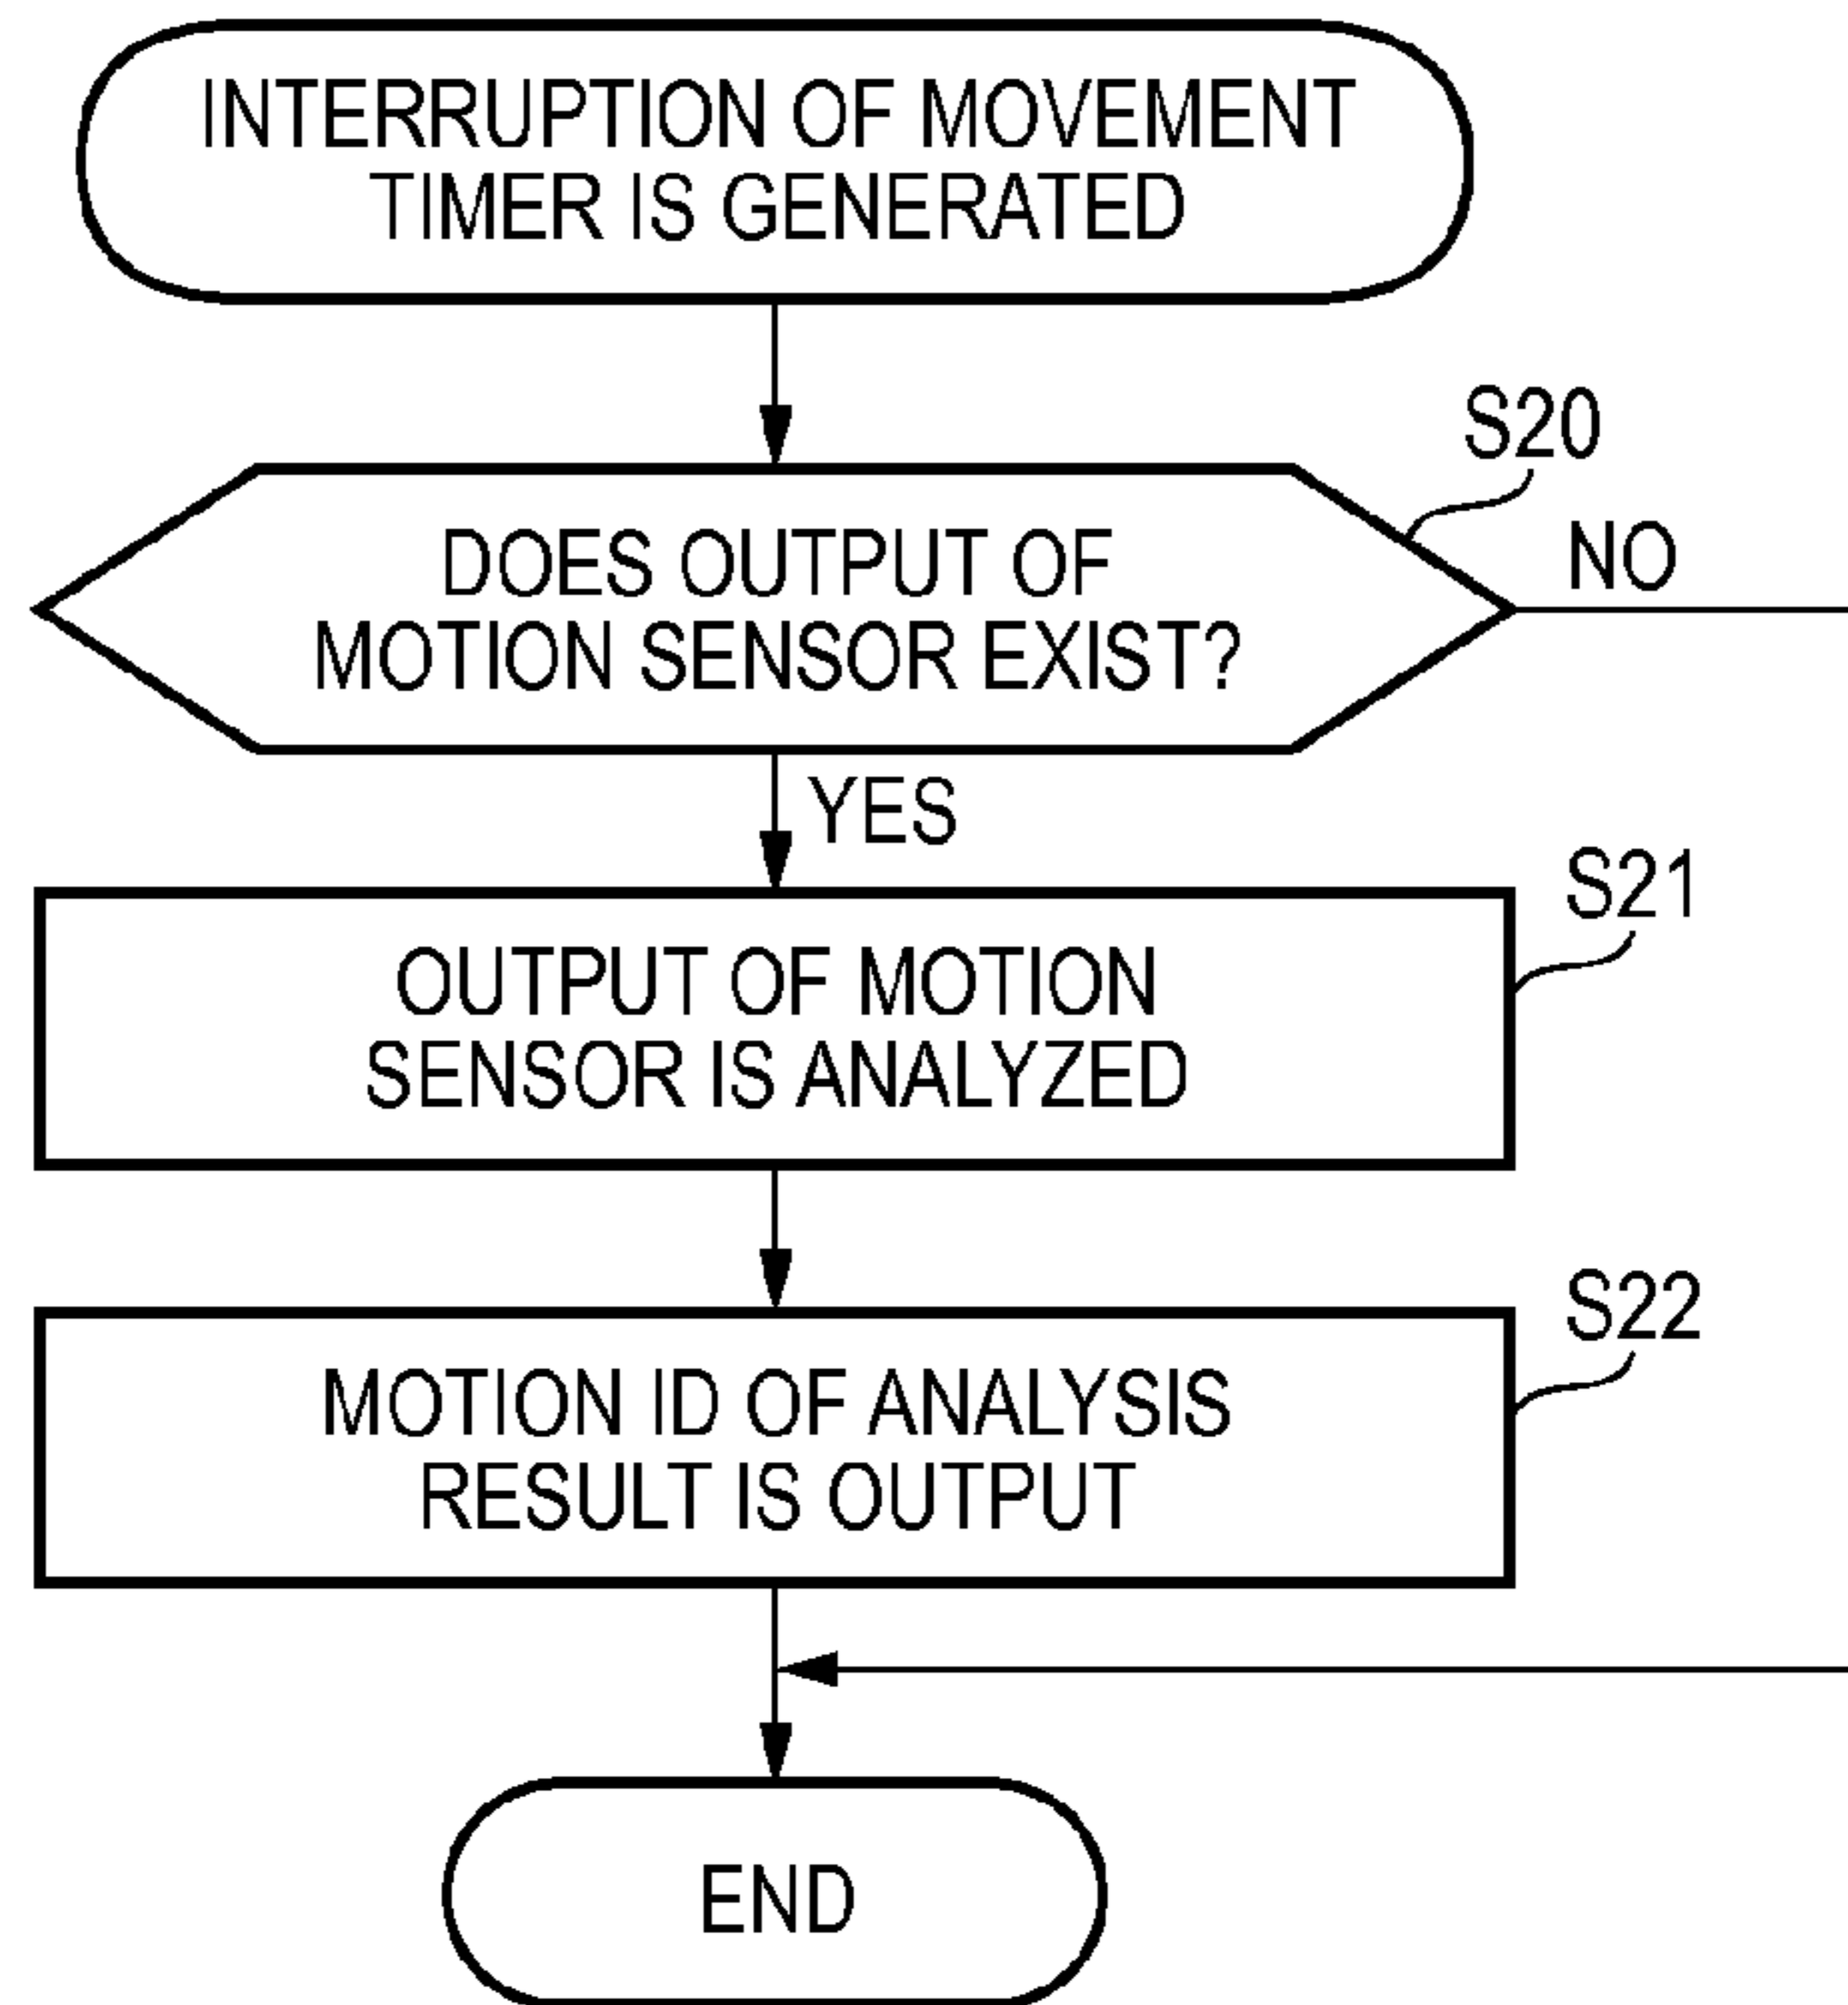 INTERRUPTION OF MOVEMENT
TIMER IS GENERATED
S20
DOES OUTPUT OF
MOTION SENSOR EXIST?
NO
YES
S21
OUTPUT OF MOTION
SENSOR IS ANALYZED
S22
MOTION ID OF ANALYSIS
RESULT IS OUTPUT
END